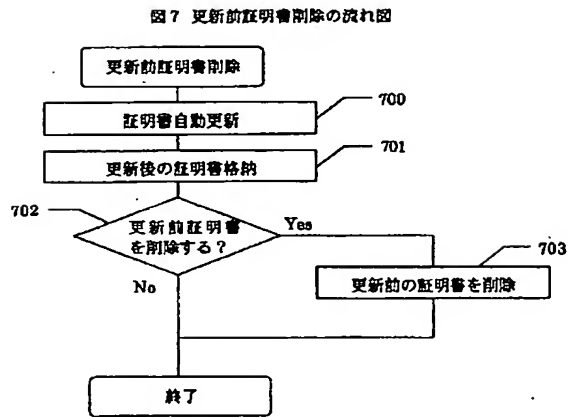 図7 更新前証明書削除の流れ図
更新前証明書削除
証明書自動更新
700
更新後の証明書格納
701
702
更新前証明書
を削除する？
Yes
703
更新前の証明書を削除
No
終了